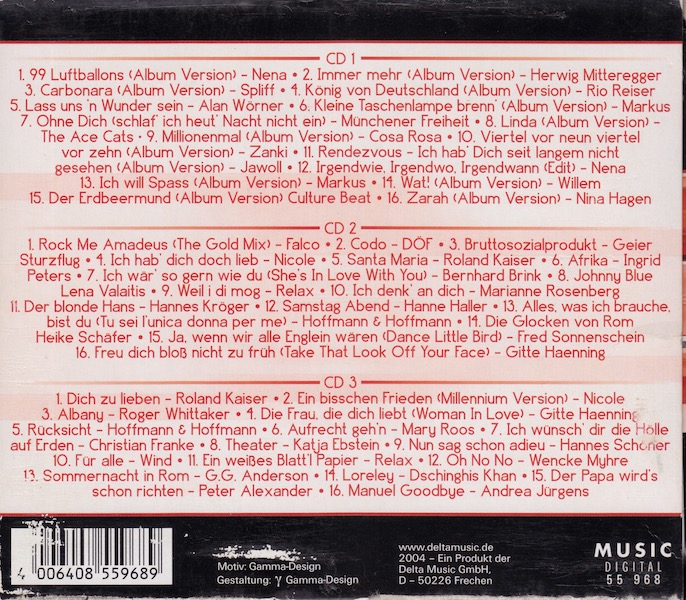 CD 1
1. 99 Luftballons (Album Version) - Nena • 2. Immer mehr (Album Version) - Herwig Mitteregger
3. Carbonara (Album Version) - Spliff • 4. König von Deutschland (Album Version) - Rio Reiser
5. Lass uns 'n Wunder sein - Alan Wörner • 6. Kleine Taschenlampe brenn' (Album Version) - Markus
7. Ohne Dich (schlaf' ich heut' Nacht nicht ein) - Münchener Freiheit • 8. Linda (Album Version) -
The Ace Cats • 9. Millionenmal (Album Version) - Cosa Rosa • 10. Viertel vor neun viertel
vor zehn (Album Version) - Zanki • 11. Rendezvous - Ich hab' Dich seit langem nicht
gesehen (Album Version) - Jawoll • 12. Irgendwie, Irgendwo, Irgendwann (Edit) - Nena
13. Ich will Spass (Album Version) - Markus • 14. Wat! (Album Version) - Willem
15. Der Erdbeermund (Album Version) Culture Beat • 16. Zarah (Album Version) - Nina Hagen
CD 2
1. Rock Me Amadeus (The Gold Mix) - Falco • 2. Codo - DÖF • 3. Bruttosozialprodukt - Geier
Sturzflug • 4. Ich hab' dich doch lieb - Nicole • 5. Santa Maria - Roland Kaiser • 6. Afrika - Ingrid
Peters • 7. Ich wär' so gern wie du (She's In Love With You) - Bernhard Brink • 8. Johnny Blue
Lena Valaitis • 9. Weil i di mog - Relax • 10. Ich denk' an dich - Marianne Rosenberg
11. Der blonde Hans - Hannes Kröger • 12. Samstag Abend - Hanne Haller • 13. Alles, was ich brauche,
bist du (Tu sei l'unica donna per me) - Hoffmann & Hoffmann • 14. Die Glocken von Rom
Heike Schäfer • 15. Ja, wenn wir alle Englein wären (Dance Little Bird) - Fred Sonnenschein
16. Freu dich bloß nicht zu früh (Take That Look Off Your Face) - Gitte Haenning
CD 3
1. Dich zu lieben - Roland Kaiser • 2. Ein bisschen Frieden (Millennium Version) - Nicole
3. Albany - Roger Whittaker • 4. Die Frau, die dich liebt (Woman In Love) - Gitte Haenning
5. Rücksicht - Hoffmann & Hoffmann • 6. Aufrecht geh'n - Mary Roos • 7. Ich wünsch' dir die Hölle
auf Erden - Christian Franke • 8. Theater - Katja Ebstein • 9. Nun sag schon adieu - Hannes Schöner
10. Für alle - Wind • 11. Ein weißes Blatt'l Papier - Relax • 12. Oh No No - Wencke Myhre
13. Sommernacht in Rom - G.G. Anderson • 14. Loreley - Dschinghis Khan • 15. Der Papa wird's
schon richten - Peter Alexander • 16. Manuel Goodbye - Andrea Jürgens
4 006408 559689
Motiv: Gamma-Design
Gestaltung: γ Gamma-Design
www.deltamusic.de
2004 – Ein Produkt der
Delta Music GmbH,
D – 50226 Frechen
MUSIC
DIGITAL
55 968